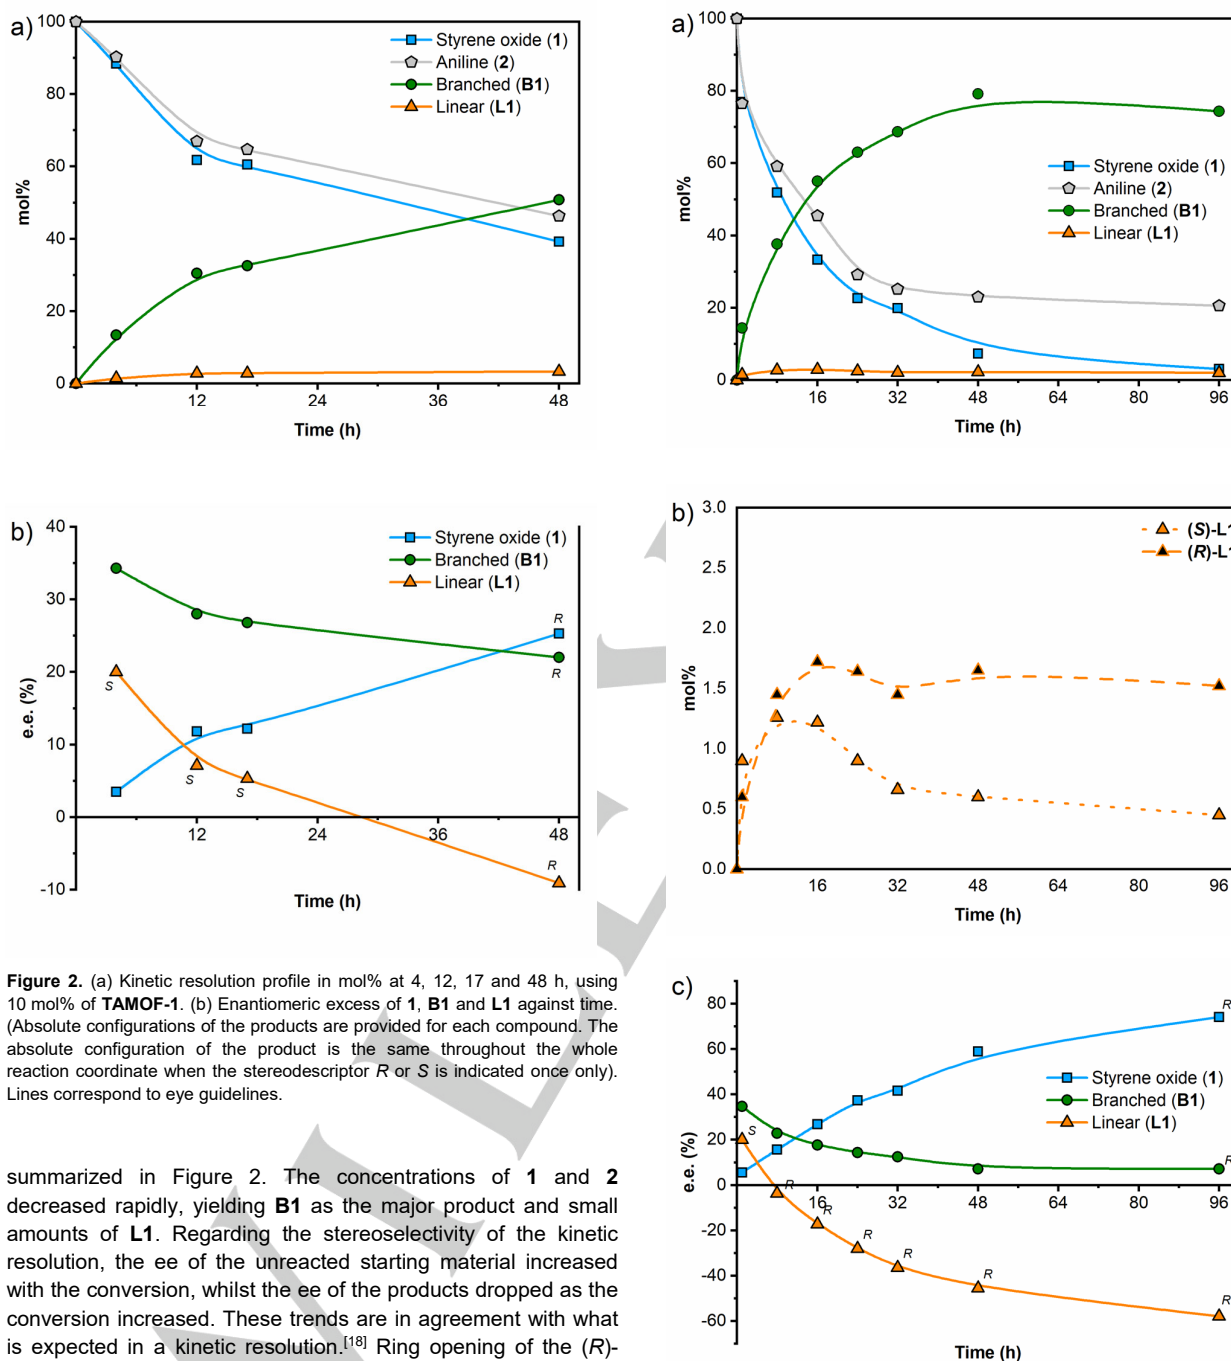 a)
100
80
60
40
20
0
mol%
12
24
36
48
Time (h)
Styrene oxide (1)
Aniline (2)
Branched (B1)
Linear (L1)
b)
40
30
20
10
0
-10
e.e. (%)
12
24
36
48
Time (h)
Styrene oxide (1)
Branched (B1)
Linear (L1)
S
S
S
R
R
R
Figure 2. (a) Kinetic resolution profile in mol% at 4, 12, 17 and 48 h, using
10 mol% of TAMOF-1. (b) Enantiomeric excess of 1, B1 and L1 against time.
(Absolute configurations of the products are provided for each compound. The
absolute configuration of the product is the same throughout the whole
reaction coordinate when the stereodescriptor R or S is indicated once only).
Lines correspond to eye guidelines.
summarized in Figure 2. The concentrations of 1 and 2
decreased rapidly, yielding B1 as the major product and small
amounts of L1. Regarding the stereoselectivity of the kinetic
resolution, the ee of the unreacted starting material increased
with the conversion, whilst the ee of the products dropped as the
conversion increased. These trends are in agreement with what
is expected in a kinetic resolution.[18] Ring opening of the (R)-
a)
100
80
60
40
20
0
mol%
16
32
48
64
80
96
Time (h)
Styrene oxide (1)
Aniline (2)
Branched (B1)
Linear (L1)
b)
3.0
2.5
2.0
1.5
1.0
0.5
0.0
mol%
16
32
48
64
80
96
Time (h)
(S)-L1
(R)-L1
c)
80
60
40
20
0
-20
-40
-60
e.e. (%)
16
32
48
64
80
96
Time (h)
Styrene oxide (1)
Branched (B1)
Linear (L1)
S
R
R
R
R
R
R
R
R